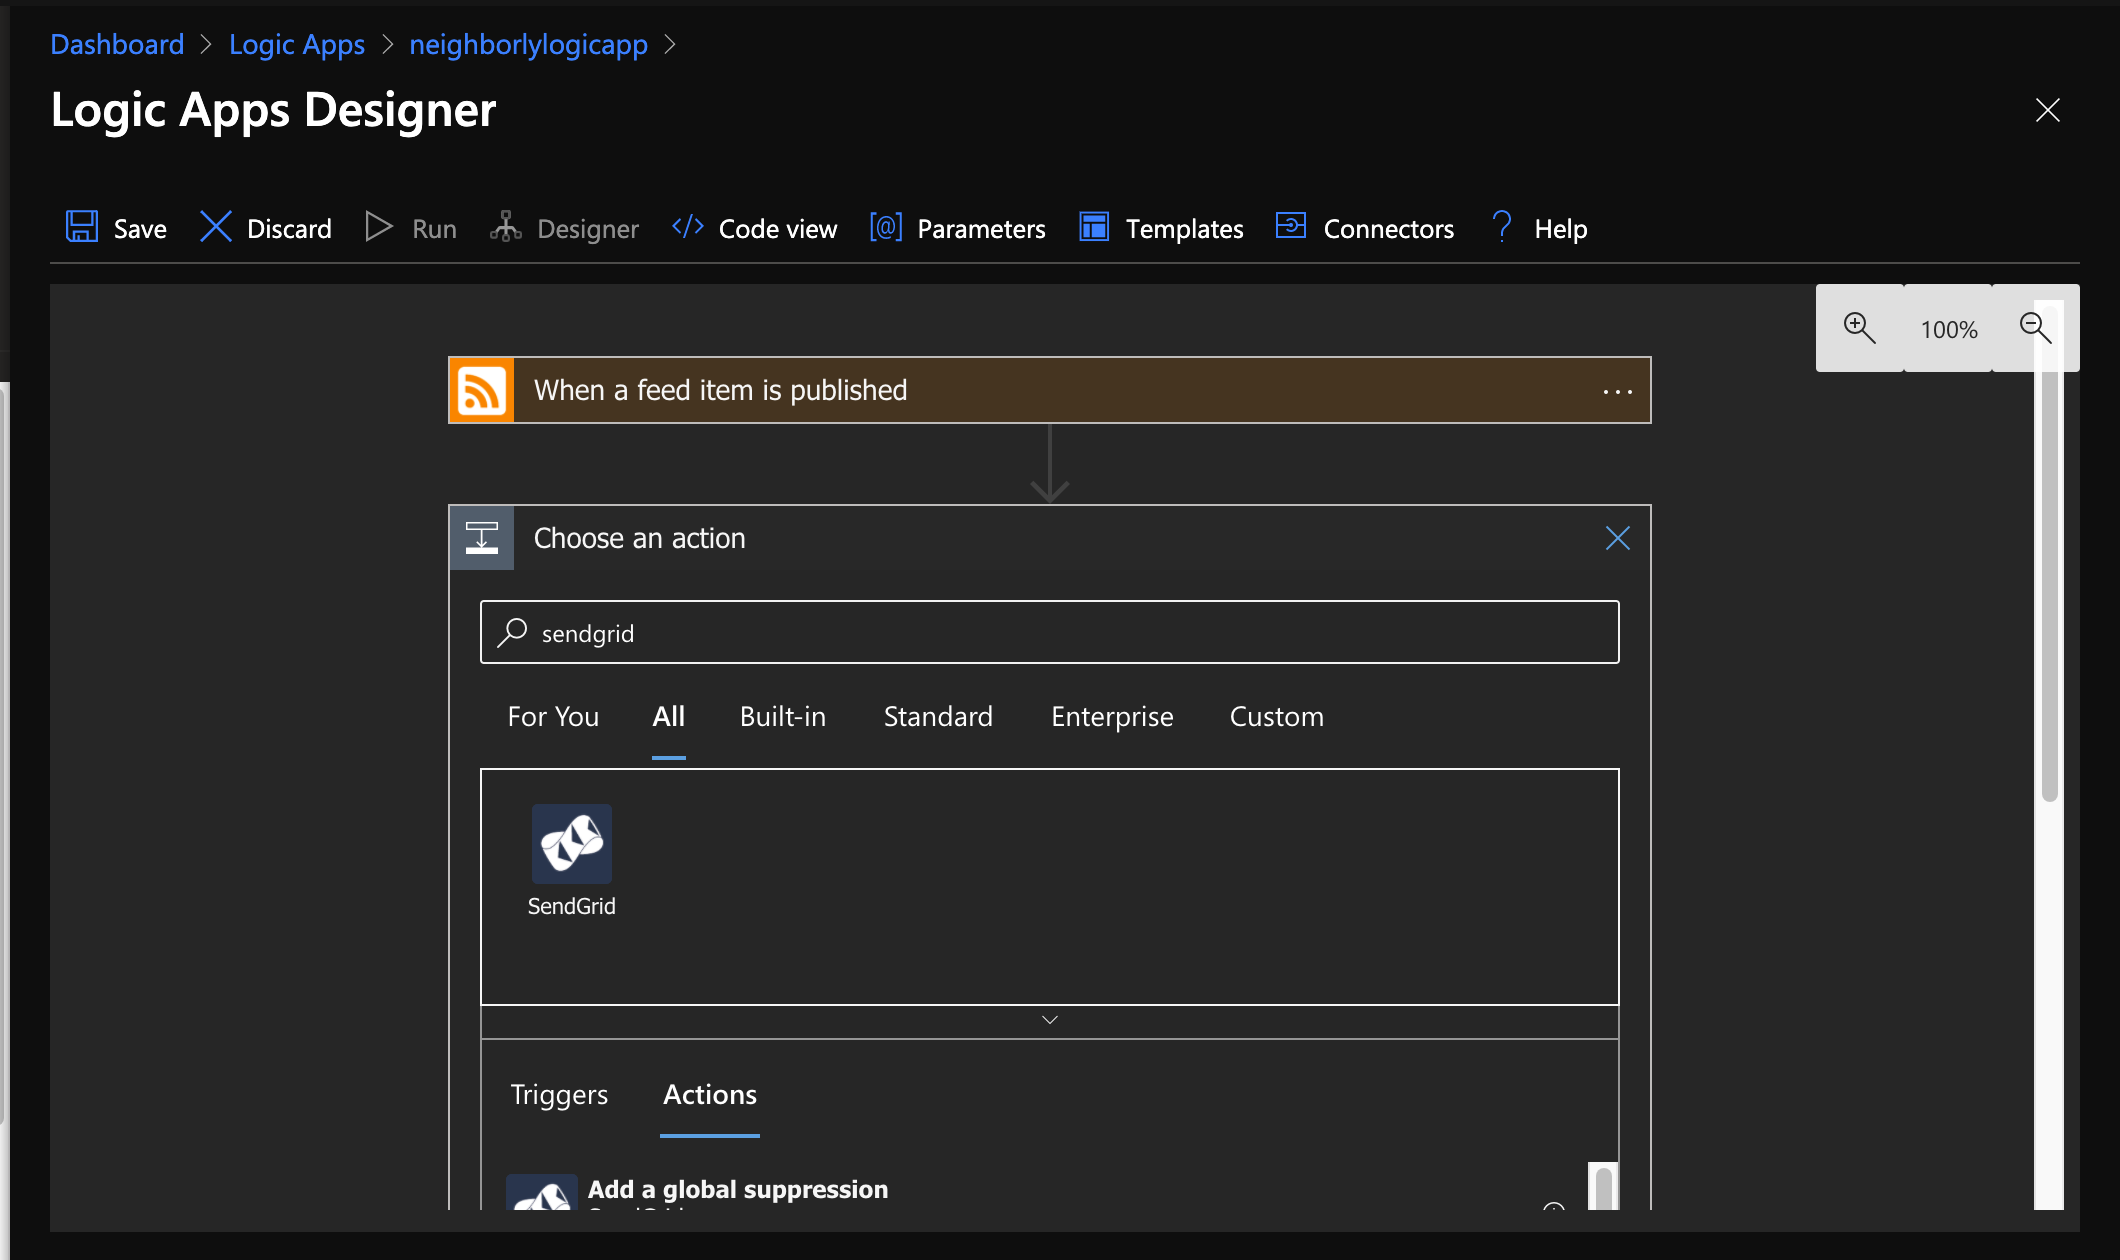 Dashboard > Logic Apps > neighborlylogicapp >
Logic Apps Designer
Save Discard Run Designer </> Code view [@] Parameters Templates Connectors ? Help
100%
When a feed item is published ...
Choose an action
sendgrid
For You All Built-in Standard Enterprise Custom
SendGrid
Triggers Actions
Add a global suppression